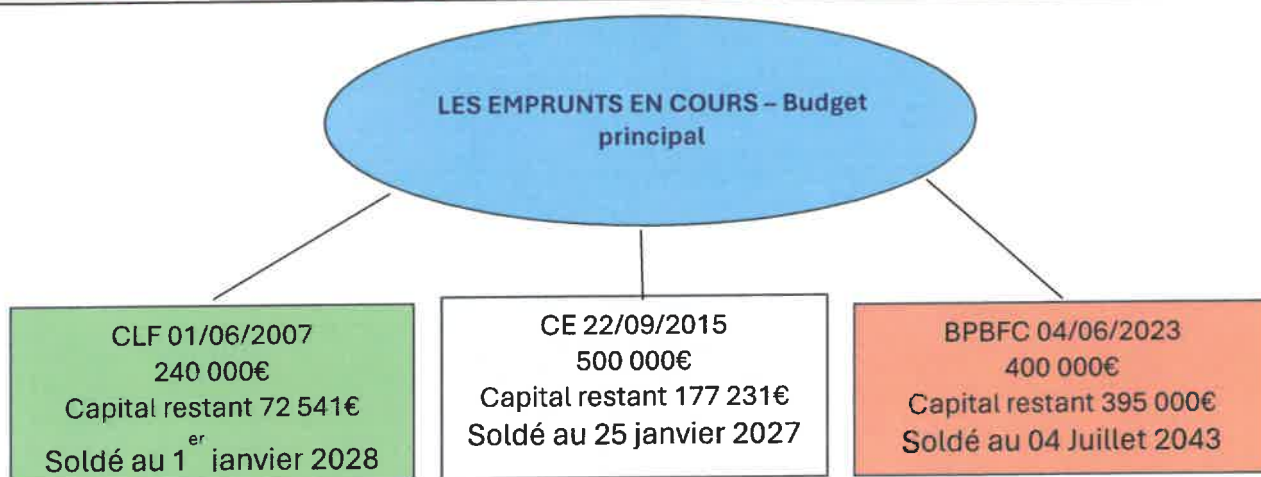 LES EMPRUNTS EN COURS – Budget
principal
CLF 01/06/2007
240 000€
Capital restant 72 541€
Soldé au 1er janvier 2028
CE 22/09/2015
500 000€
Capital restant 177 231€
Soldé au 25 janvier 2027
BPBFC 04/06/2023
400 000€
Capital restant 395 000€
Soldé au 04 Juillet 2043